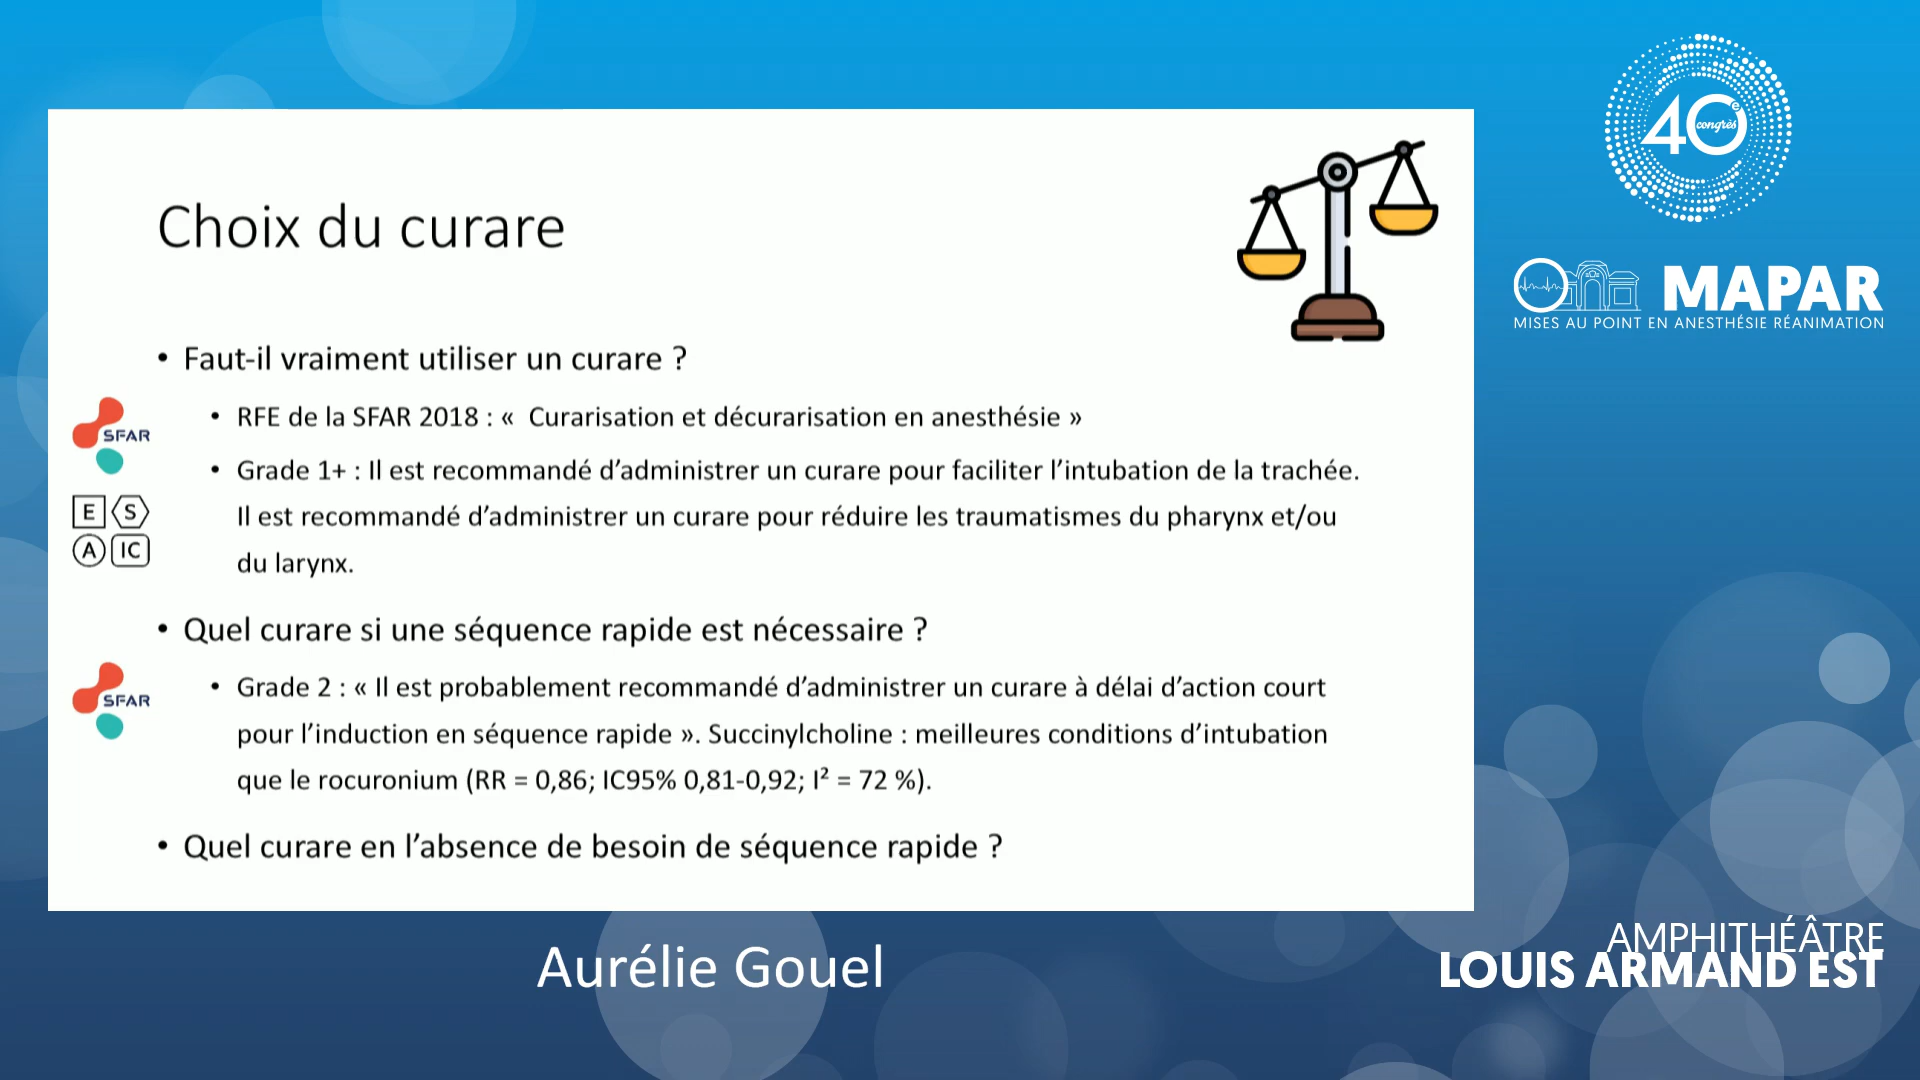 Choix du curare
• Faut-il vraiment utiliser un curare ?
• RFE de la SFAR 2018 : «  Curarisation et décurarisation en anesthésie »
• Grade 1+ : Il est recommandé d’administrer un curare pour faciliter l’intubation de la trachée.
Il est recommandé d’administrer un curare pour réduire les traumatismes du pharynx et/ou
du larynx.
SFAR
E S
A IC
• Quel curare si une séquence rapide est nécessaire ?
• Grade 2 : « Il est probablement recommandé d’administrer un curare à délai d’action court
pour l’induction en séquence rapide ». Succinylcholine : meilleures conditions d’intubation
que le rocuronium (RR = 0,86; IC95% 0,81-0,92; I² = 72 %).
SFAR
• Quel curare en l’absence de besoin de séquence rapide ?
40e congrès
MAPAR
MISES AU POINT EN ANESTHÉSIE RÉANIMATION
Aurélie Gouel
AMPHITHÉÂTRE
LOUIS ARMAND EST